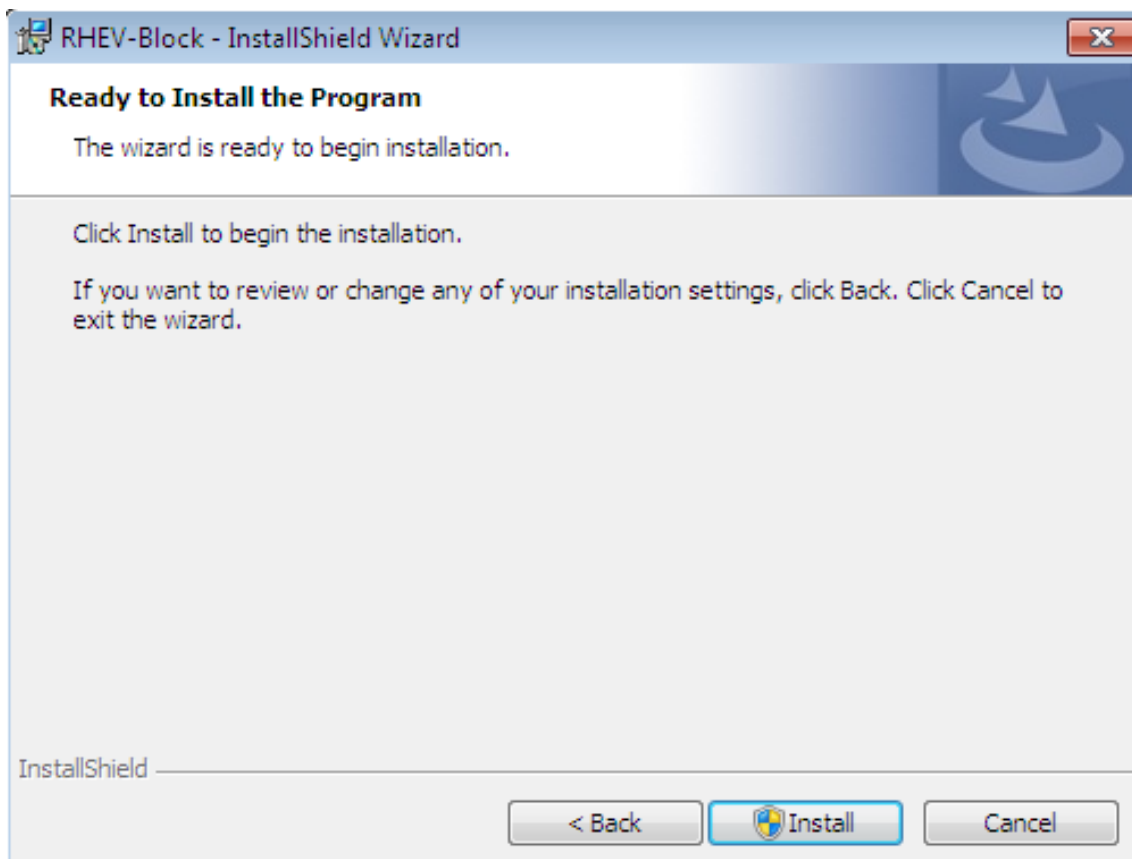 RHEV-Block - InstallShield Wizard
Ready to Install the Program
The wizard is ready to begin installation.
Click Install to begin the installation.
If you want to review or change any of your installation settings, click Back. Click Cancel to
exit the wizard.
InstallShield
< Back
Install
Cancel